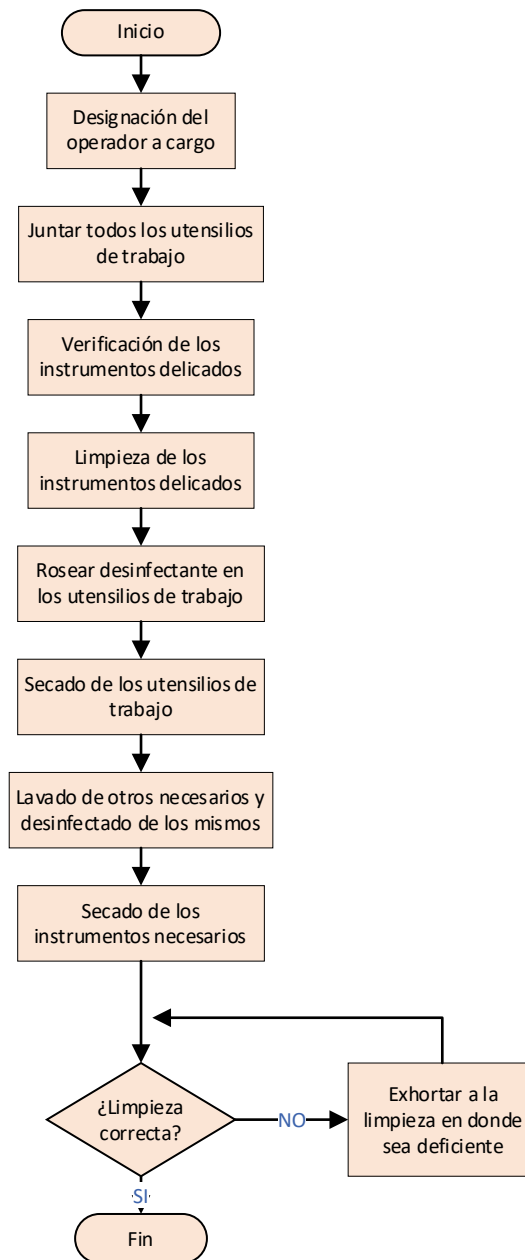 Inicio
Designación del
operador a cargo
Juntar todos los utensilios
de trabajo
Verificación de los
instrumentos delicados
Limpieza de los
instrumentos delicados
Rosear desinfectante en
los utensilios de trabajo
Secado de los utensilios de
trabajo
Lavado de otros necesarios y
desinfectado de los mismos
Secado de los
instrumentos necesarios
¿Limpieza
correcta?
NO
Exhortar a la
limpieza en donde
sea deficiente
SI
Fin